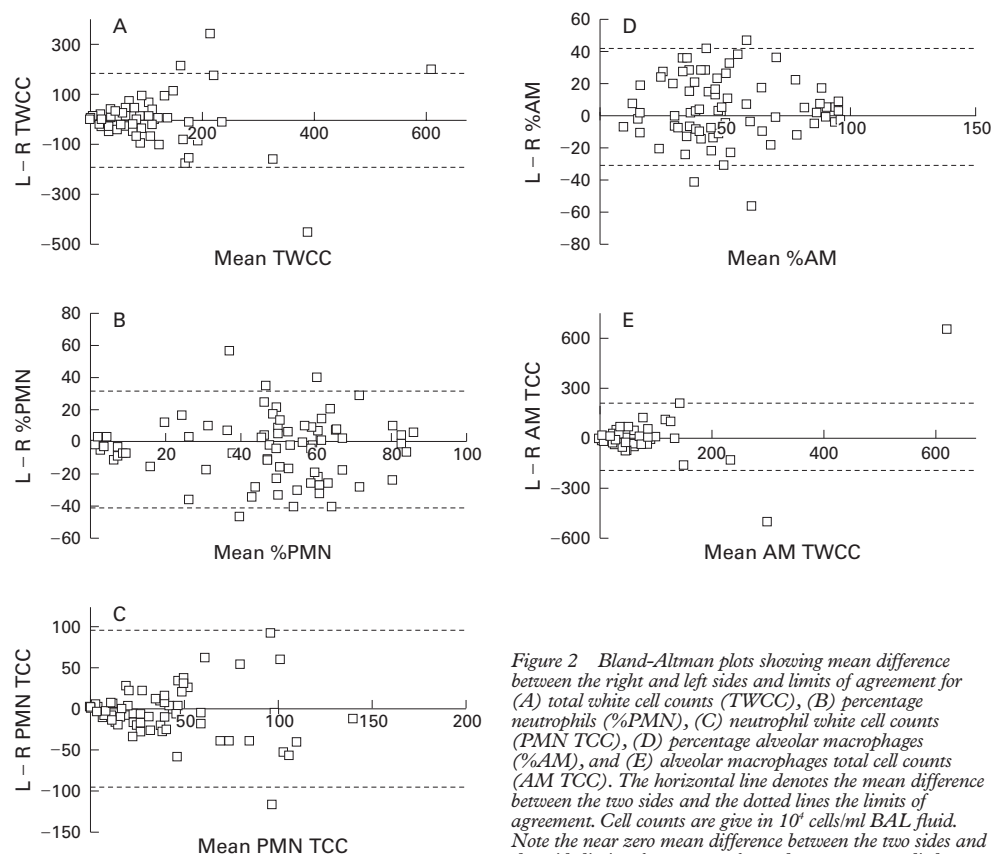 A
L – R TWCC
300
100
−100
−300
−500
200
400
600
Mean TWCC
B
L – R %PMN
80
60
40
20
0
−20
−40
−60
20
40
60
80
100
Mean %PMN
C
L – R PMN TCC
100
50
0
−50
−100
−150
50
100
150
200
Mean PMN TCC
D
L – R %AM
60
40
20
0
−20
−40
−60
−80
50
100
150
Mean %AM
E
L – R AM TCC
600
300
0
−300
−600
200
400
600
Mean AM TWCC
Figure 2 Bland-Altman plots showing mean difference
between the right and left sides and limits of agreement for
(A) total white cell counts (TWCC), (B) percentage
neutrophils (%PMN), (C) neutrophil white cell counts
(PMN TCC), (D) percentage alveolar macrophages
(%AM), and (E) alveolar macrophages total cell counts
(AM TCC). The horizontal line denotes the mean difference
between the two sides and the dotted lines the limits of
agreement. Cell counts are give in 10⁴ cells/ml BAL fluid.
Note the near zero mean difference between the two sides and